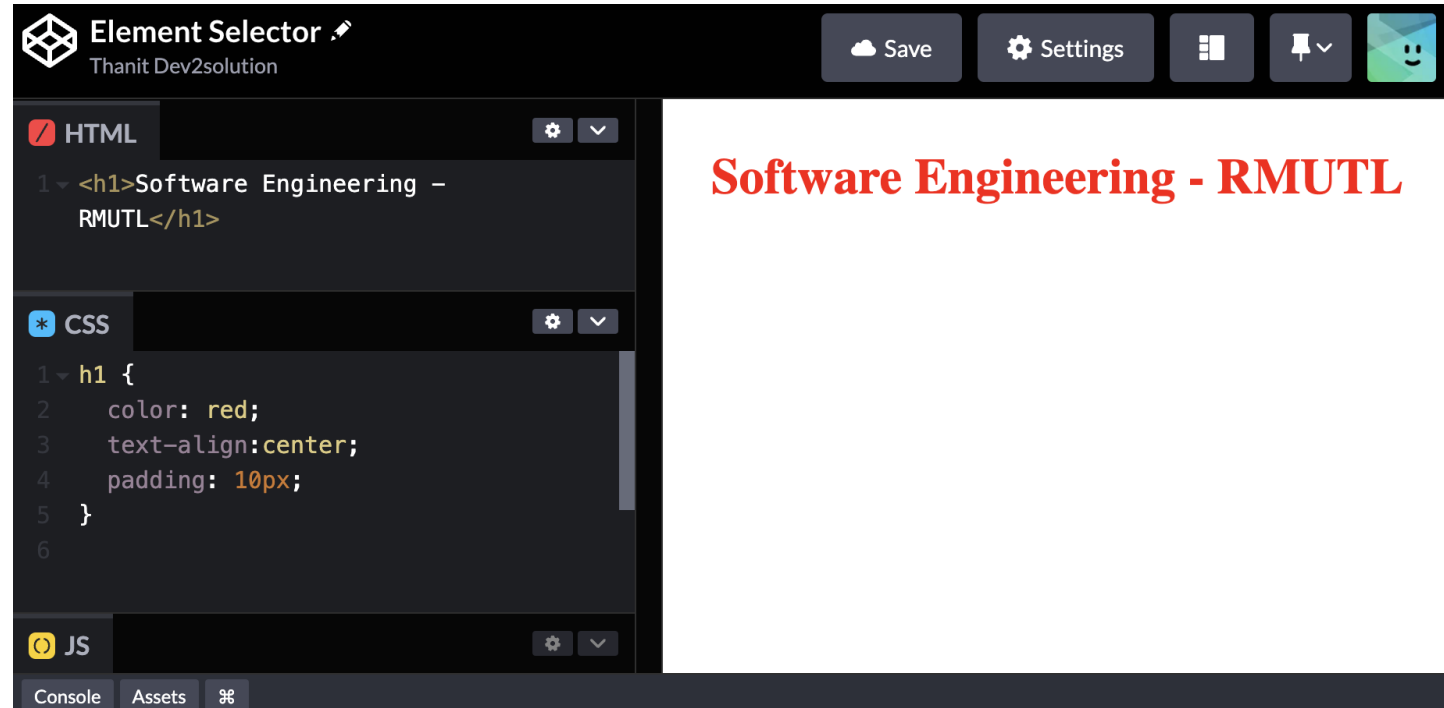 Element Selector
Thanit Dev2solution
Save
Settings
HTML
1 <h1>Software Engineering –
RMUTL</h1>
CSS
1 h1 {
2 color: red;
3 text-align:center;
4 padding: 10px;
5 }
6
JS
Console Assets ⌘
Software Engineering - RMUTL